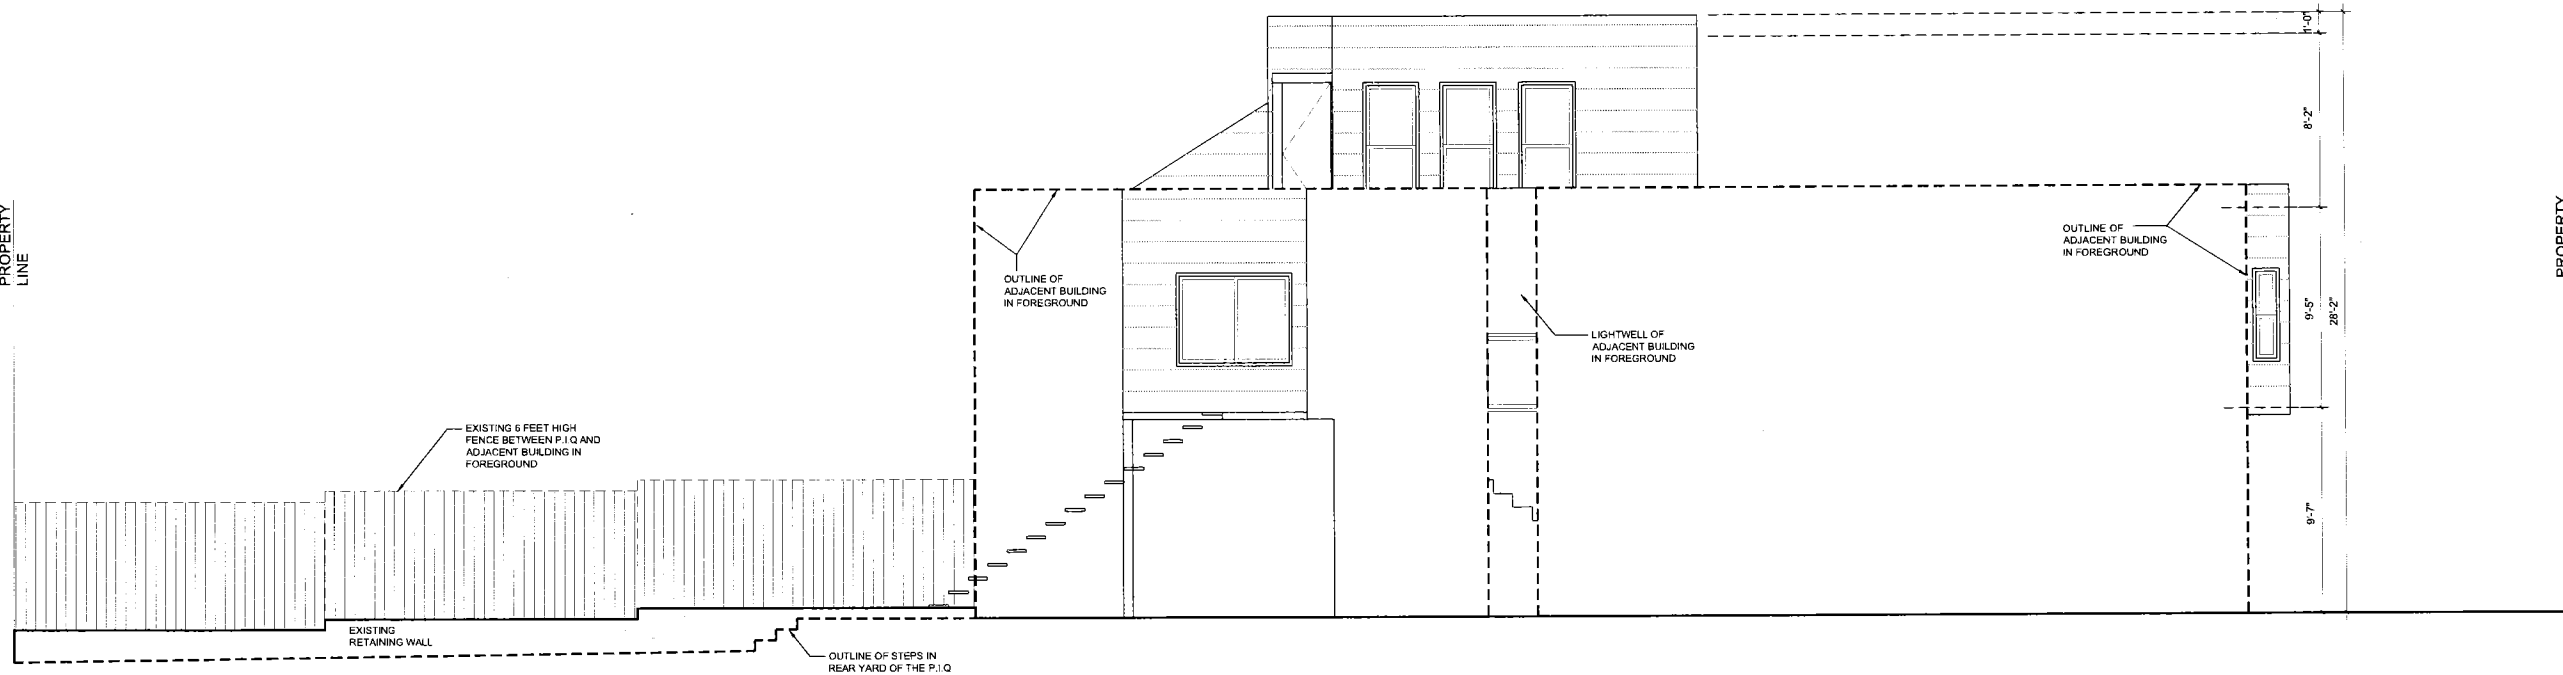 1'-0"
8'-2"
PROPERTY
LINE
PROPERTY
OUTLINE OF
ADJACENT BUILDING
IN FOREGROUND
OUTLINE OF
ADJACENT BUILDING
IN FOREGROUND
9'-5"
28'-2"
LIGHTWELL OF
ADJACENT BUILDING
IN FOREGROUND
EXISTING 6 FEET HIGH
FENCE BETWEEN P.I.Q AND
ADJACENT BUILDING IN
FOREGROUND
9'-7"
EXISTING
RETAINING WALL
OUTLINE OF STEPS IN
REAR YARD OF THE P.I.Q